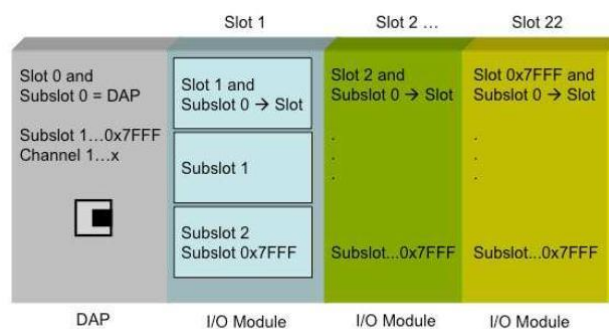 Slot 1
Slot 2 ...
Slot 22
Slot 0 and
Subslot 0 = DAP
Subslot 1...0x7FFF
Channel 1...x
Slot 1 and
Subslot 0 → Slot
Subslot 1
Subslot 2
Subslot 0x7FFF
Slot 2 and
Subslot 0 → Slot
.
.
.
Subslot...0x7FFF
Slot 0x7FFF and
Subslot 0 → Slot
.
.
.
Subslot...0x7FFF
DAP
I/O Module
I/O Module
I/O Module